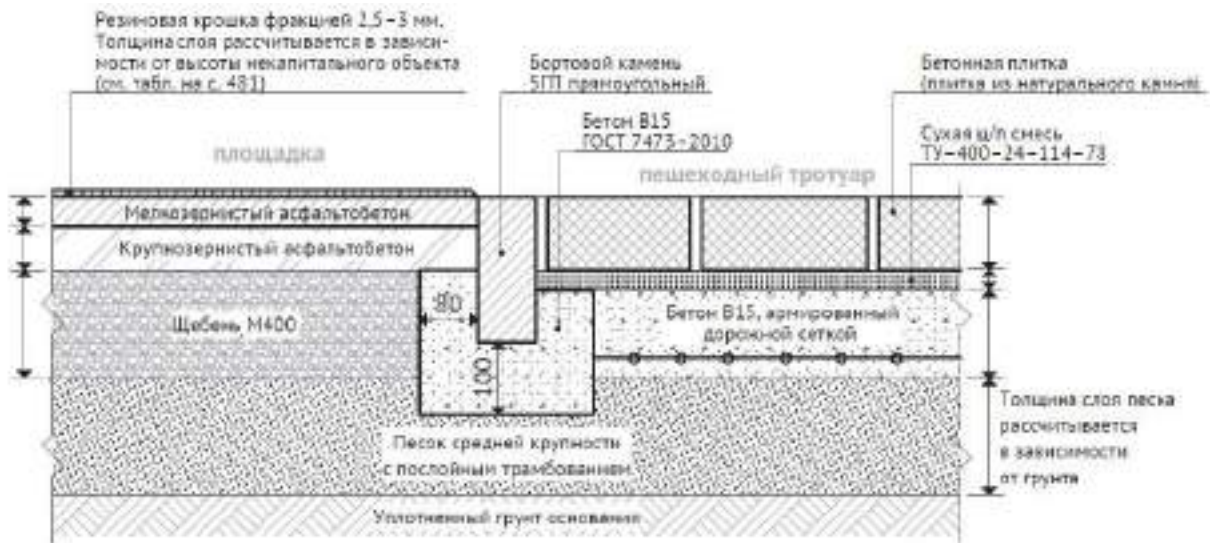 Резиновая крошка фракцией 2,5–3 мм.
Толщина слоя рассчитывается в зависи-
мости от высоты некапитального объекта
(см. табл. на с. 481)
Бортовой камень
5ГП прямоугольный
Бетонная плитка
(плитка из натурального камня)
Бетон В15
ГОСТ 7473–2010
Сухая ц/п смесь
ТУ–400–24–114–78
площадка
пешеходный тротуар
Мелкозернистый асфальтобетон
Крупнозернистый асфальтобетон
80
Щебень М400
Бетон В15, армированный
дорожной сеткой
100
Толщина слоя песка
рассчитывается
в зависимости
от грунта
Песок средней крупности
с послойным трамбованием
Уплотненный грунт основания